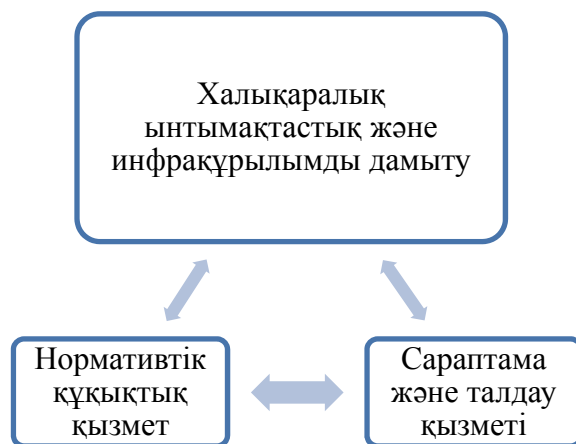 Халықаралық
ынтымақтастық және
инфрақұрылымды дамыту
Нормативтік
құқықтық
қызмет
Сараптама
және талдау
қызметі